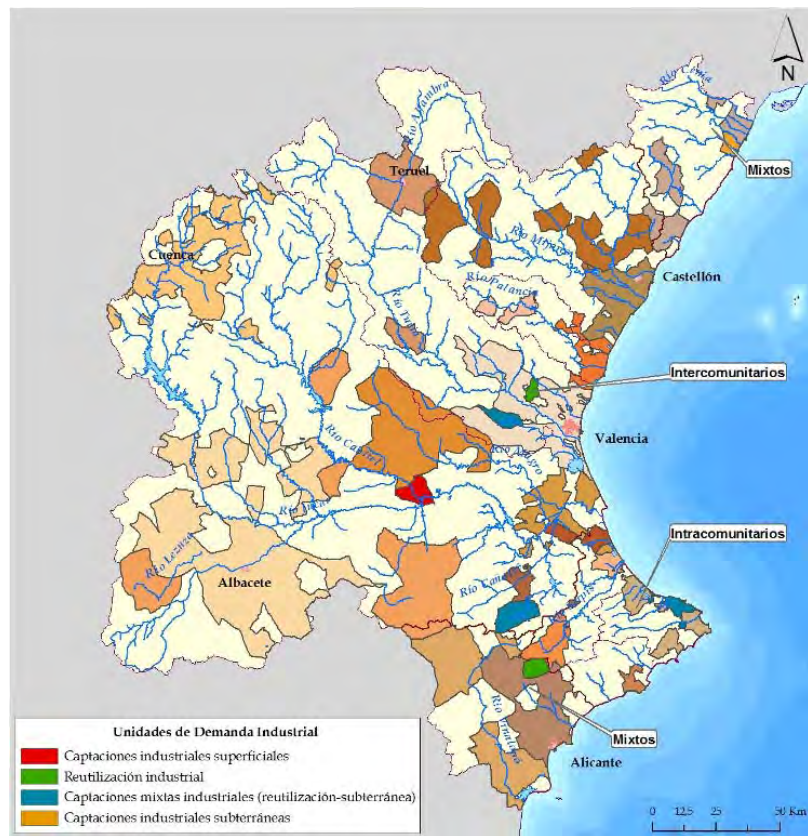 N
Río Cenia
Río Alfambra
Teruel
Mixtos
Cuenca
Río Mijares
Río Palancia
Castellón
Río Turia
Intercomunitarios
Valencia
Río Cabriel
Río Magro
Río Júcar
Intracomunitarios
Río Lezuza
Albacete
Río Serpis
Mixtos
Río Vinalopó
Alicante
Unidades de Demanda Industrial
Captaciones industriales superficiales
Reutilización industrial
Captaciones mixtas industriales (reutilización-subterránea)
Captaciones industriales subterráneas
0 12,5 25 50 Km